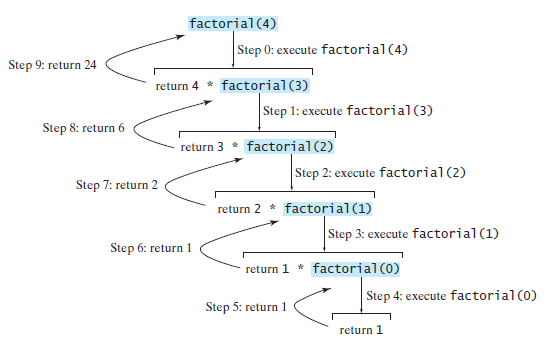 factorial(4)
Step 0: execute factorial(4)
Step 9: return 24
return 4 * factorial(3)
Step 1: execute factorial(3)
Step 8: return 6
return 3 * factorial(2)
Step 2: execute factorial(2)
Step 7: return 2
return 2 * factorial(1)
Step 3: execute factorial(1)
Step 6: return 1
return 1 * factorial(0)
Step 4: execute factorial(0)
Step 5: return 1
return 1